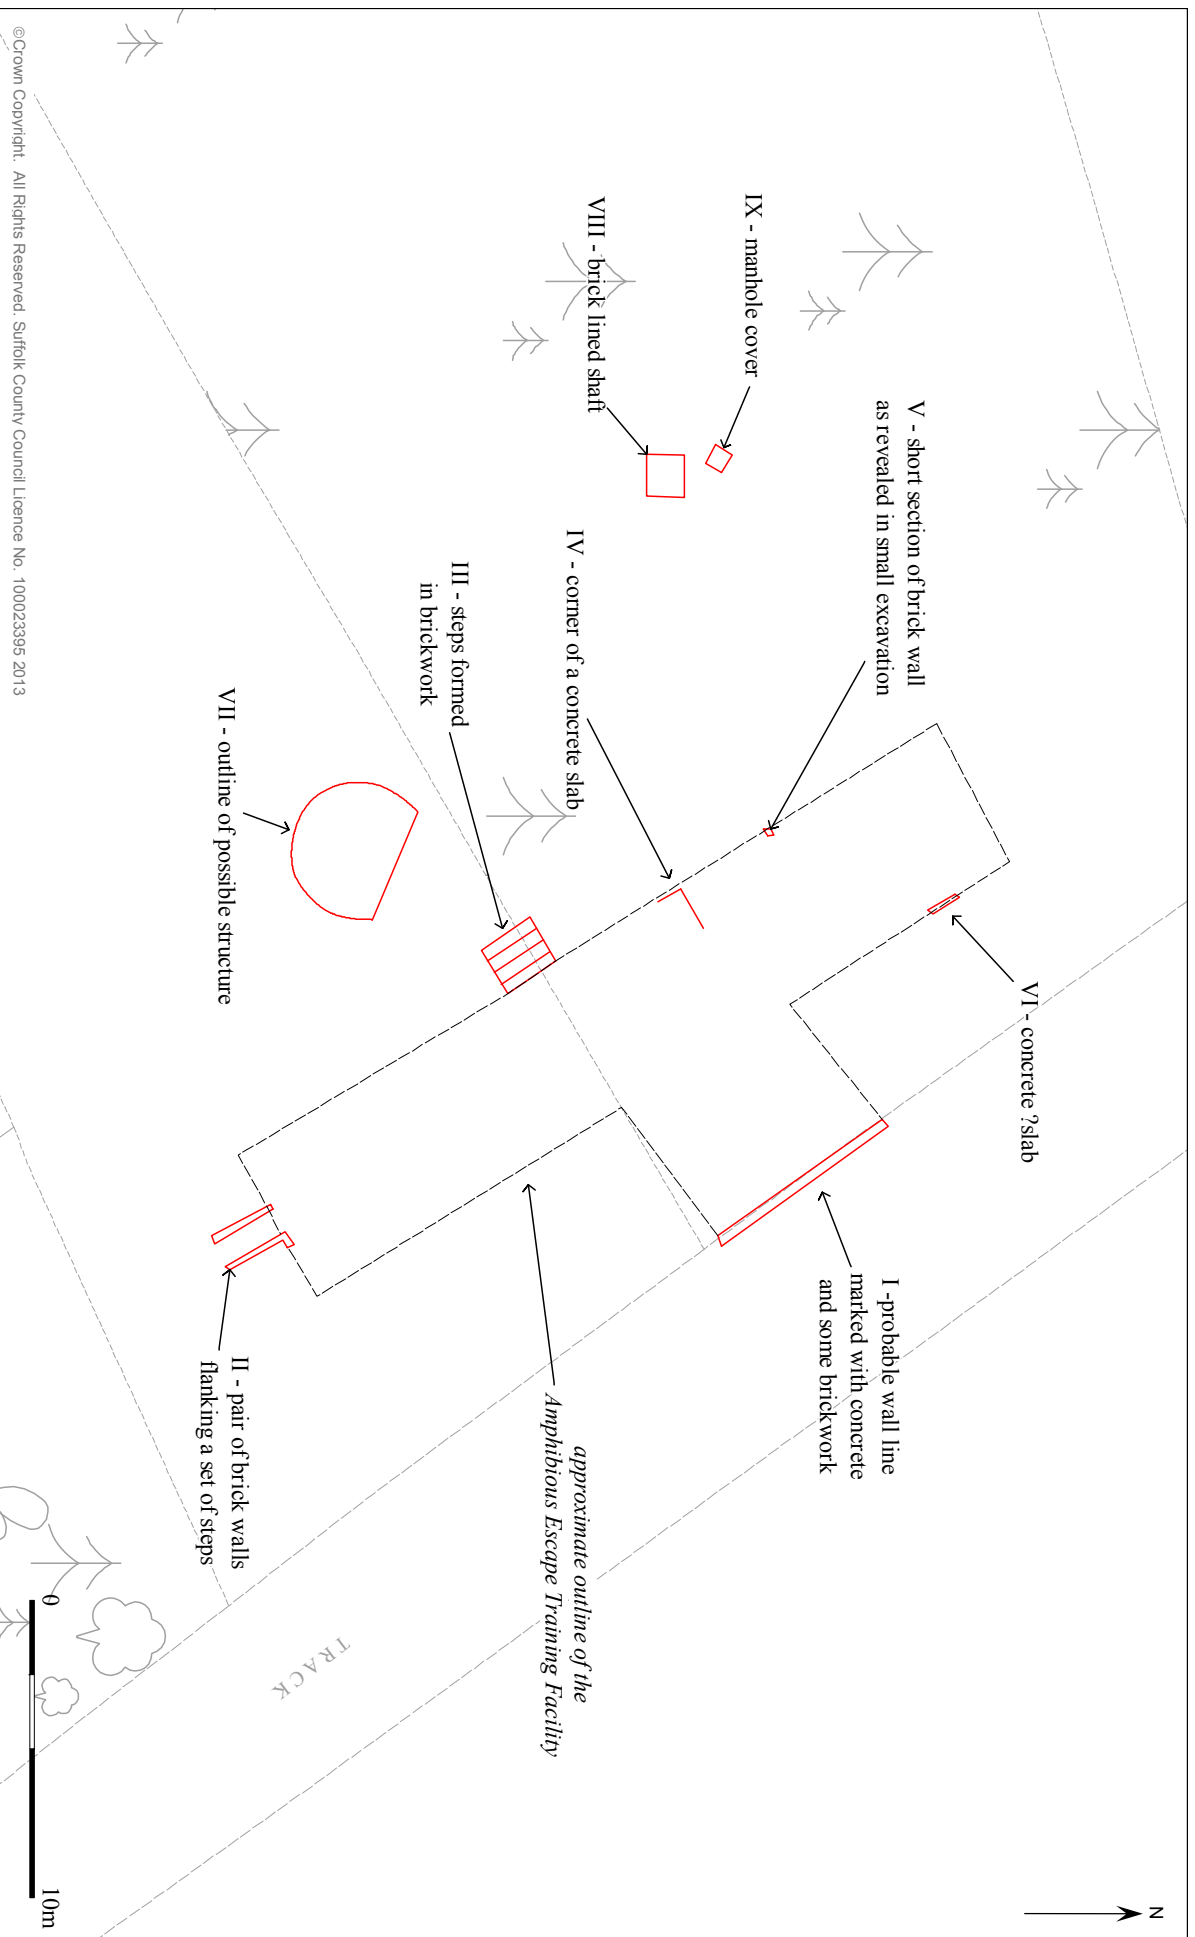 N
IX - manhole cover
VIII - brick lined shaft
V - short section of brick wall
as revealed in small excavation
IV - corner of a concrete slab
III - steps formed
in brickwork
VII - outline of possible structure
VI - concrete ?slab
I -probable wall line
marked with concrete
and some brickwork
II - pair of brick walls
flanking a set of steps
approximate outline of the
Amphibious Escape Training Facility
TRACK
0
10m
©Crown Copyright. All Rights Reserved. Suffolk County Council Licence No. 100023395 2013